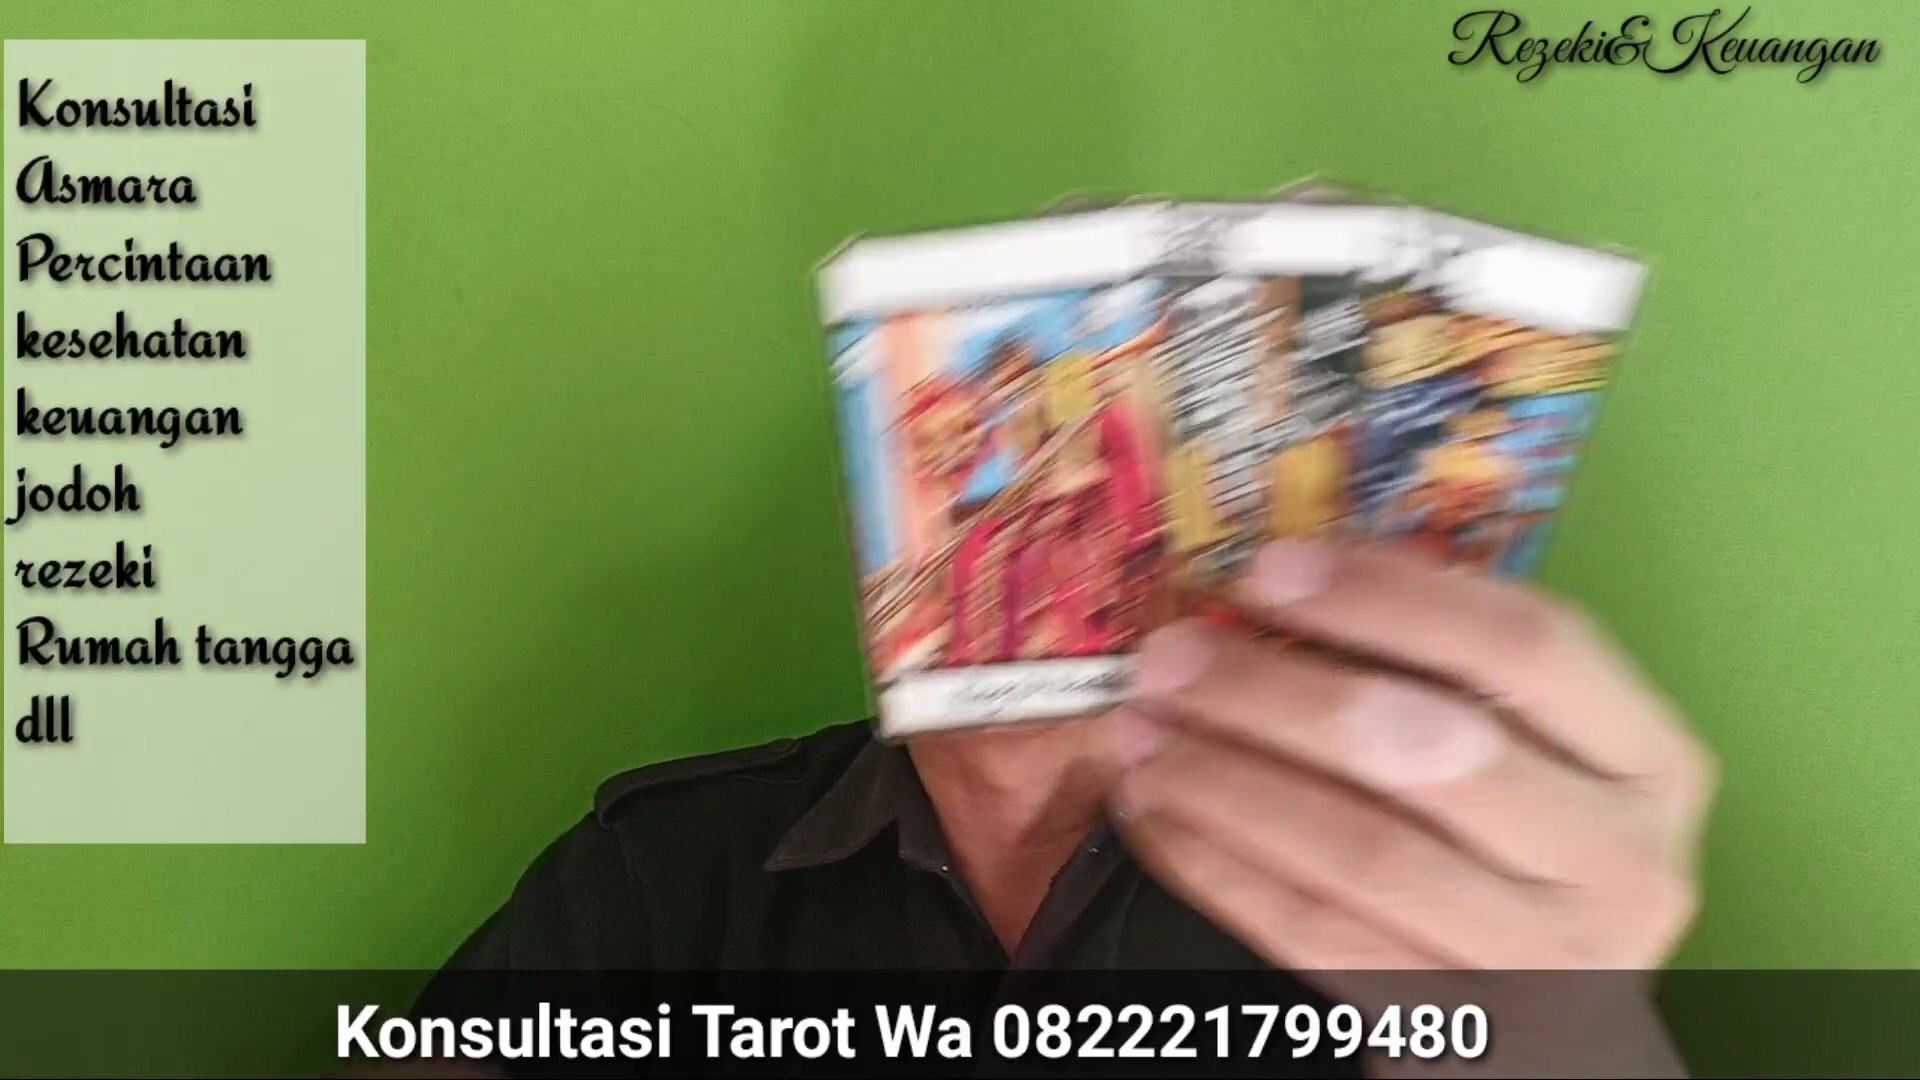 Rezeki&Keuangan
Konsultasi
Asmara
Percintaan
kesehatan
keuangan
jodoh
rezeki
Rumah tangga
dll
Konsultasi Tarot Wa 082221799480